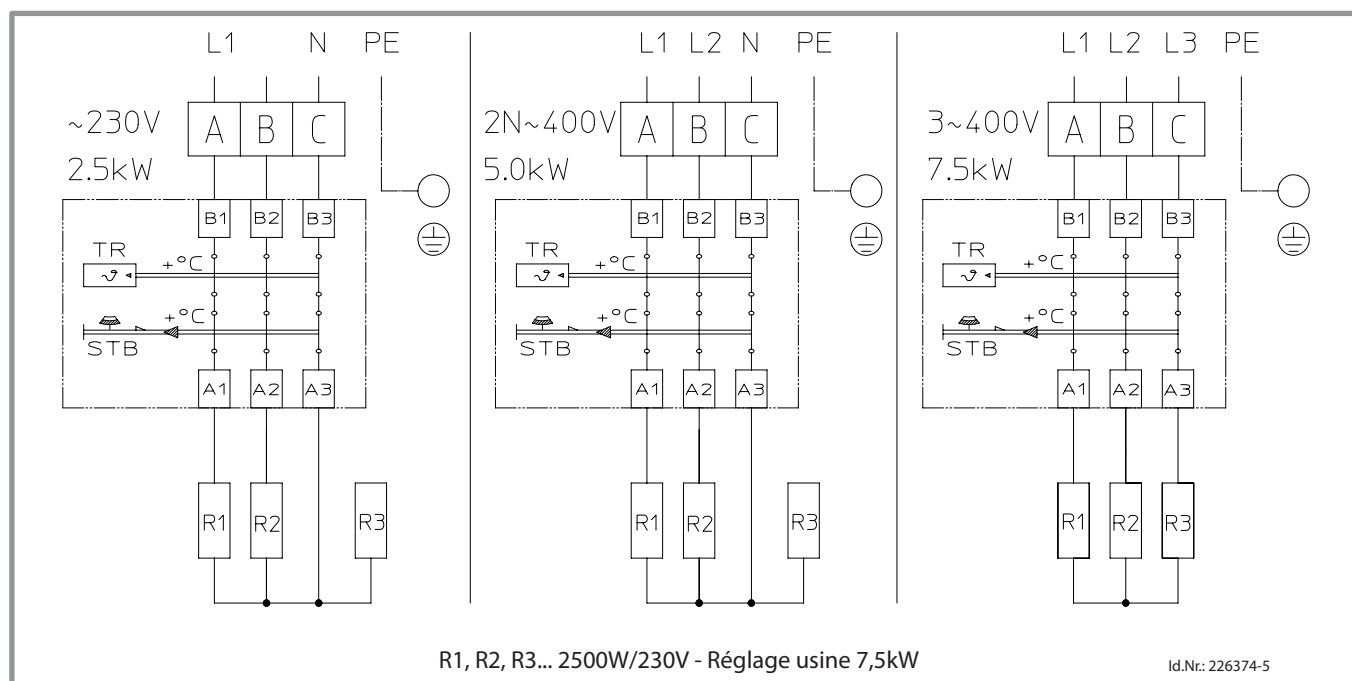 L1 N PE
~230V
A B C
2.5kW
B1 B2 B3
TR
+°C
+°C
STB
A1 A2 A3
R1 R2 R3
L1 L2 N PE
2N~400V
A B C
5.0kW
B1 B2 B3
TR
+°C
+°C
STB
A1 A2 A3
R1 R2 R3
L1 L2 L3 PE
3~400V
A B C
7.5kW
B1 B2 B3
TR
+°C
+°C
STB
A1 A2 A3
R1 R2 R3
R1, R2, R3... 2500W/230V - Réglage usine 7,5kW
Id.Nr.: 226374-5